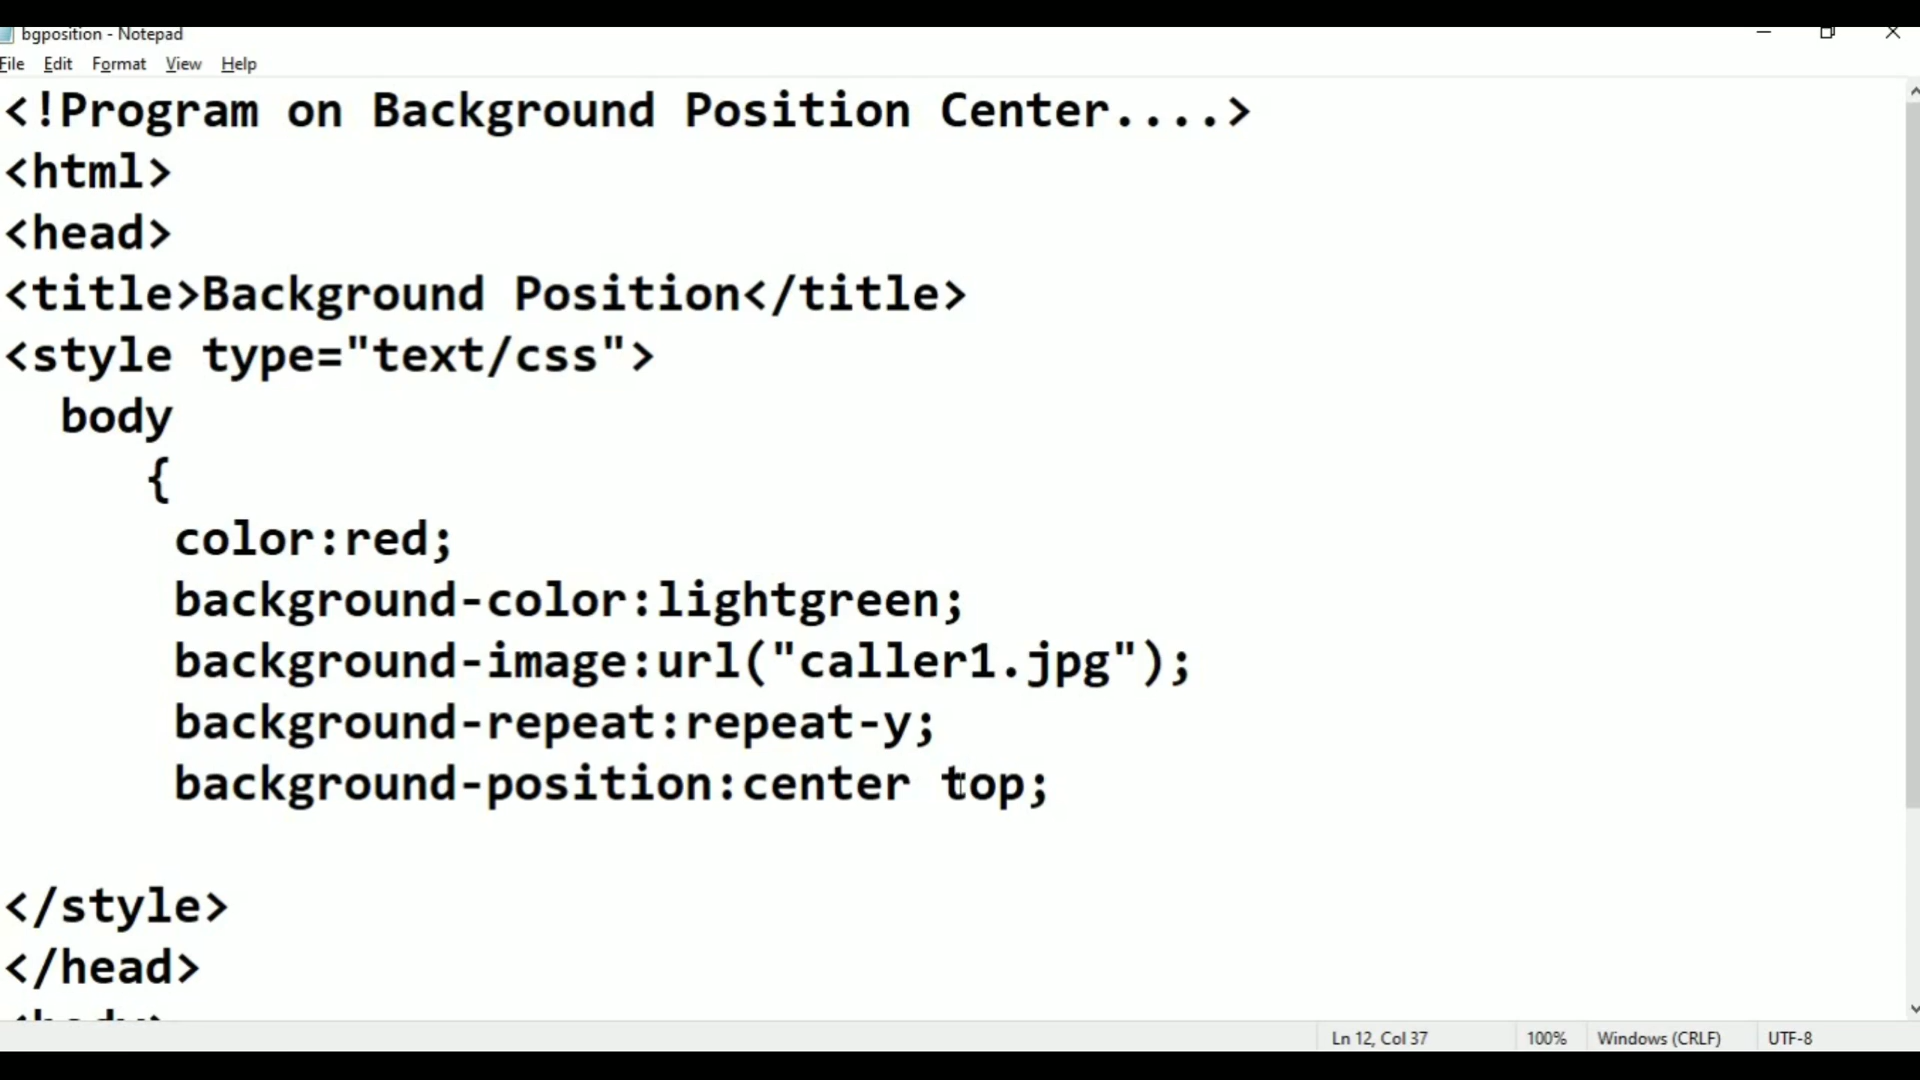 bgposition - Notepad
File Edit Format View Help
<!Program on Background Position Center....>
<html>
<head>
<title>Background Position</title>
<style type="text/css">
body
{
color:red;
background-color:lightgreen;
background-image:url("caller1.jpg");
background-repeat:repeat-y;
background-position:center top;
</style>
</head>
<body>
Ln 12, Col 37 100% Windows (CRLF) UTF-8